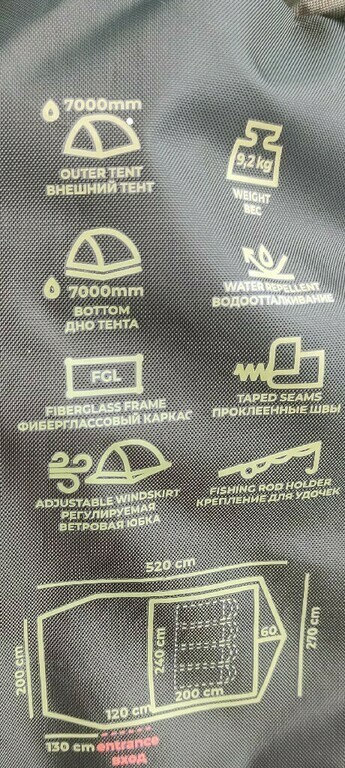 7000mm
OUTER TENT
ВНЕШНИЙ ТЕНТ
9,2 kg
WEIGHT
ВЕС
7000mm
BOTTOM
ДНО ТЕНТА
WATER REPELLENT
ВОДООТТАЛКИВАНИЕ
FGL
FIBERGLASS FRAME
ФИБЕРГЛАССОВЫЙ КАРКАС
TAPED SEAMS
ПРОКЛЕЕННЫЕ ШВЫ
ADJUSTABLE WINDSKIRT
РЕГУЛИРУЕМАЯ
ВЕТРОВАЯ ЮБКА
FISHING ROD HOLDER
КРЕПЛЕНИЕ ДЛЯ УДОЧЕК
520 cm
200 cm
240 cm
60
270 cm
200 cm
120 cm
130 cm
entrance
вход